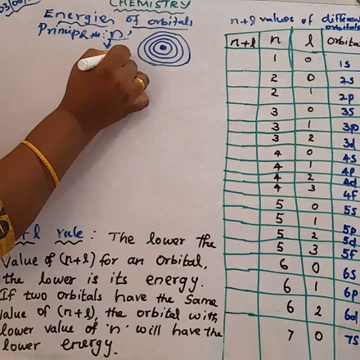 CHEMISTRY
Energies of orbitals
'n'
rule: The lower the
value of (n+l) for an orbital,
the lower is its energy.
If two orbitals have the same
value of (n+l), the orbital with
lower value of 'n' will have the
lower energy.
n+l values of different
orbitals
n+l n l Orbital
1 0 1s
2 0 2s
2 1 2p
3 0 3s
3 1 3p
3 2 3d
4 0 4s
4 1 4p
4 2 4d
4 3 4f
5 0 5s
5 1 5p
5 2 5d
5 3 5f
6 0 6s
6 1 6p
6 2 6d
7 0 7s